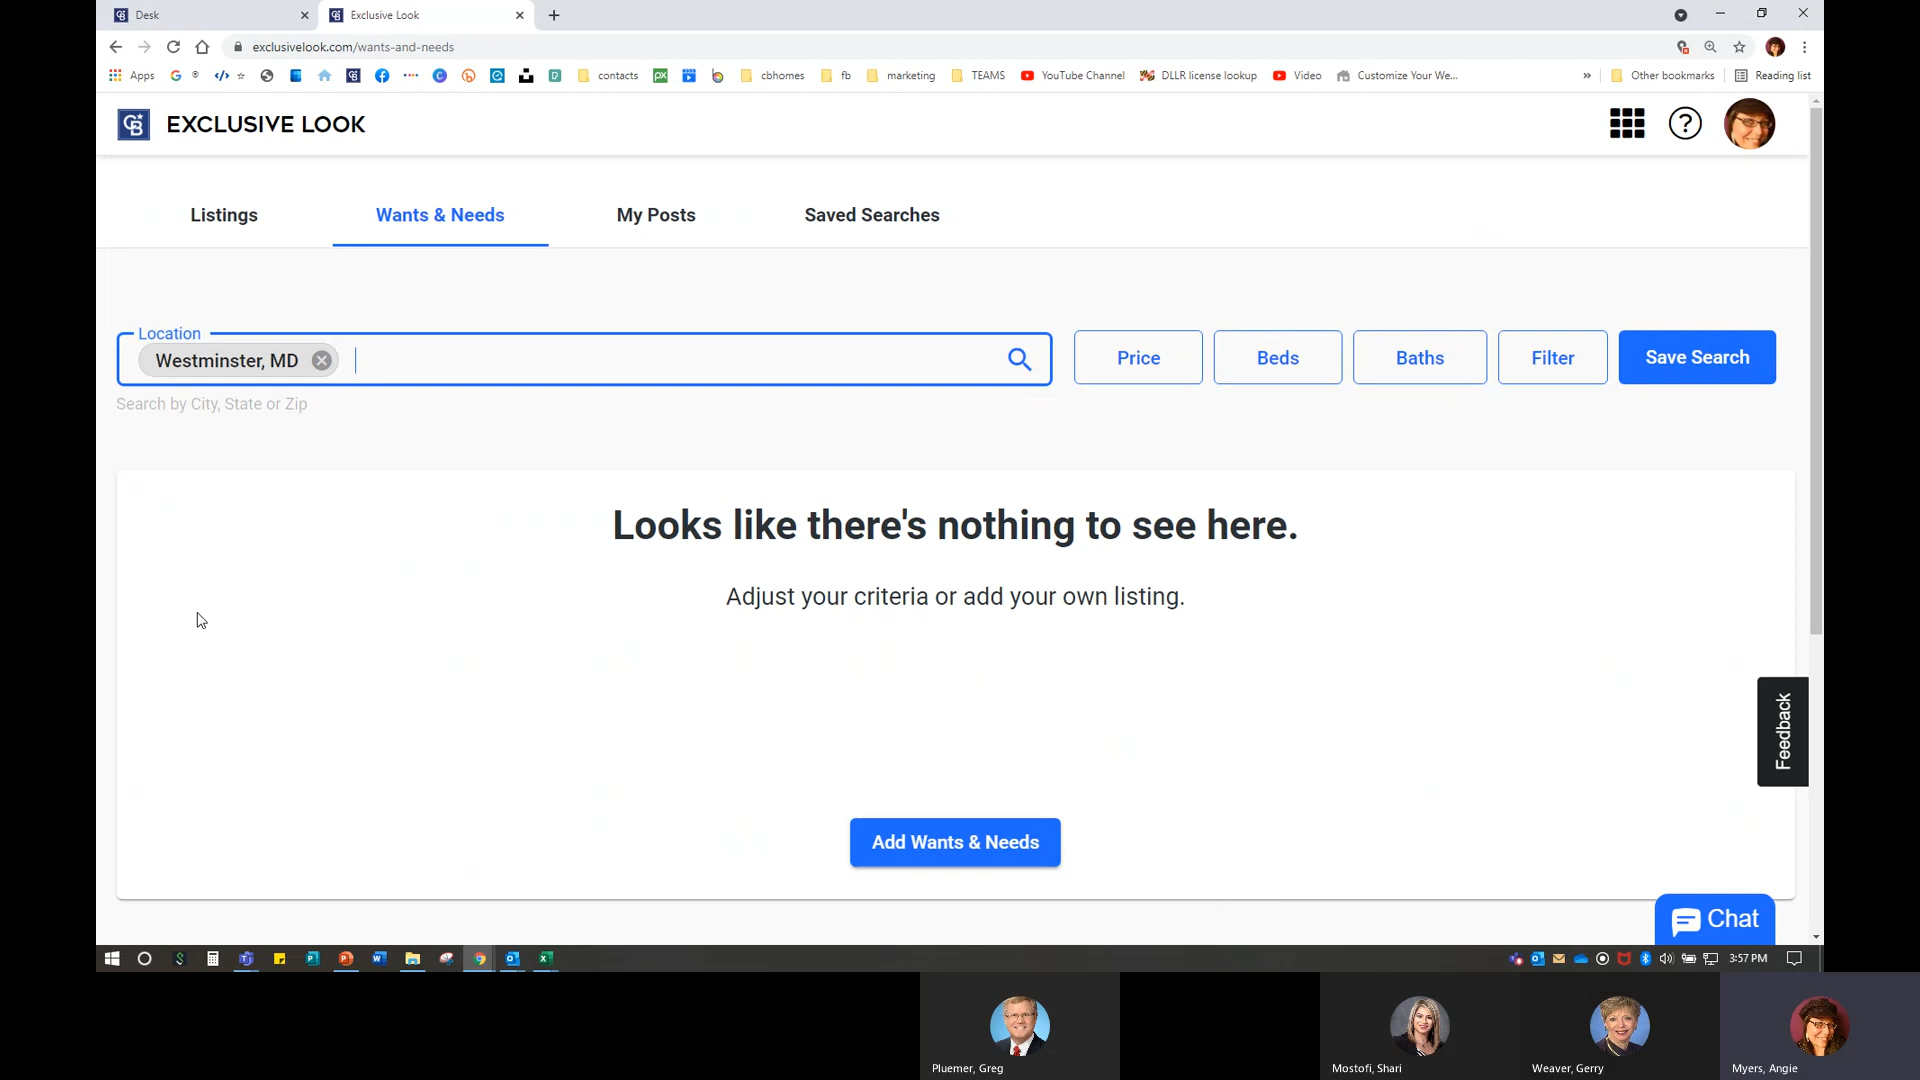 Desk
Exclusive Look
exclusivelook.com/wants-and-needs
Apps
contacts
cbhomes
fb
marketing
TEAMS
YouTube Channel
DLLR license lookup
Video
Customize Your We...
»
Other bookmarks
Reading list
EXCLUSIVE LOOK
Listings
Wants & Needs
My Posts
Saved Searches
Location
Westminster, MD
Price
Beds
Baths
Filter
Save Search
Search by City, State or Zip
Looks like there's nothing to see here.
Adjust your criteria or add your own listing.
Feedback
Add Wants & Needs
Chat
3:57 PM
Pluemer, Greg
Mostofi, Shari
Weaver, Gerry
Myers, Angie